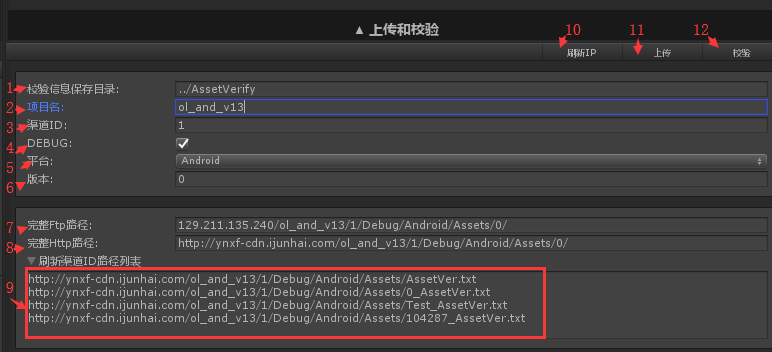 ▲ 上传和校验
10 11 12
刷新IP 上传 校验
1 校验信息保存目录: ../AssetVerify
2 项目名: ol_and_v13
3 渠道ID: 1
4 DEBUG:
5 平台: Android
6 版本: 0
7 完整Ftp路径: 129.211.135.240/ol_and_v13/1/Debug/Android/Assets/0/
8 完整Http路径: http://ynxf-cdn.ijunhai.com/ol_and_v13/1/Debug/Android/Assets/0/
▼刷新渠道ID路径列表
http://ynxf-cdn.ijunhai.com/ol_and_v13/1/Debug/Android/Assets/AssetVer.txt
9 http://ynxf-cdn.ijunhai.com/ol_and_v13/1/Debug/Android/Assets/0_AssetVer.txt
http://ynxf-cdn.ijunhai.com/ol_and_v13/1/Debug/Android/Assets/Test_AssetVer.txt
http://ynxf-cdn.ijunhai.com/ol_and_v13/1/Debug/Android/Assets/104287_AssetVer.txt